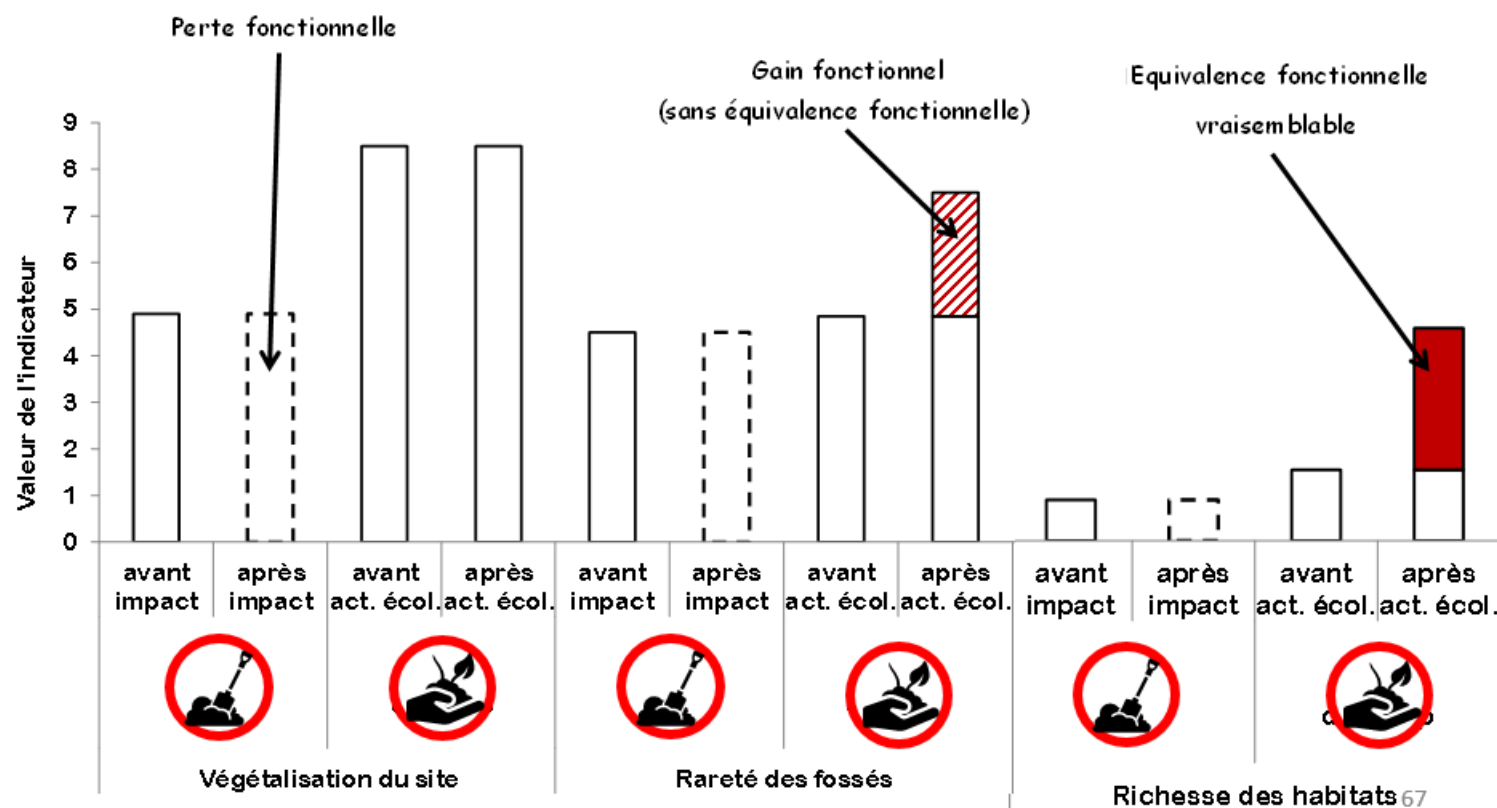 Perte fonctionnelle
Gain fonctionnel
(sans équivalence fonctionnelle)
Equivalence fonctionnelle
vraisemblable
Valeur de l'indicateur
9
8
7
6
5
4
3
2
1
0
avant impact
après impact
avant act. écol.
après act. écol.
avant impact
après impact
avant act. écol.
après act. écol.
avant impact
après impact
avant act. écol.
après act. écol.
Végétalisation du site
Rareté des fossés
Richesse des habitats
67